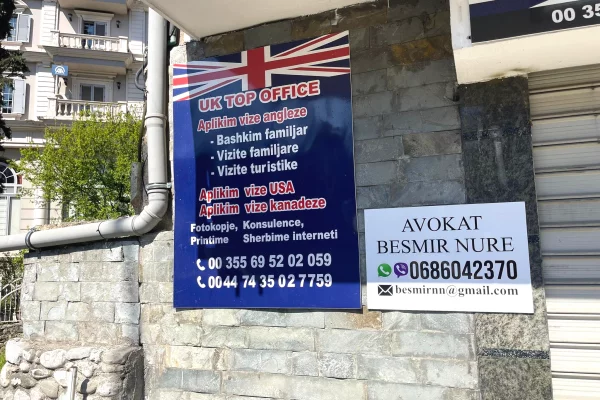 UK TOP OFFICE
Aplikim vize angleze
- Bashkim familjar
- Vizite familjare
- Vizite turistike
Aplikim vize USA
Aplikim vize kanadeze
Fotokopje, Konsulence,
Printime Sherbime interneti
00 355 69 52 02 059
0044 74 35 02 7759
AVOKAT
BESMIR NURE
0686042370
besmirnn@gmail.com
00 35